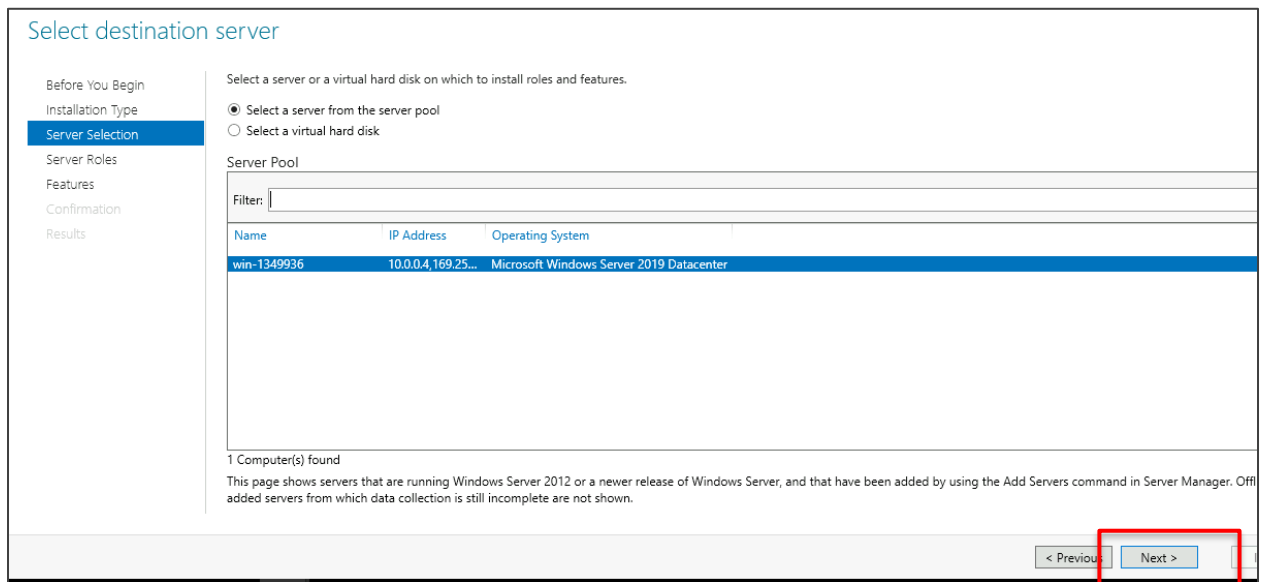 Select destination server
Before You Begin
Installation Type
Server Selection
Server Roles
Features
Confirmation
Results
Select a server or a virtual hard disk on which to install roles and features.
Select a server from the server pool
Select a virtual hard disk
Server Pool
Filter:
Name IP Address Operating System
win-1349936 10.0.0.4,169.25... Microsoft Windows Server 2019 Datacenter
1 Computer(s) found
This page shows servers that are running Windows Server 2012 or a newer release of Windows Server, and that have been added by using the Add Servers command in Server Manager. Offl
added servers from which data collection is still incomplete are not shown.
< Previous Next >